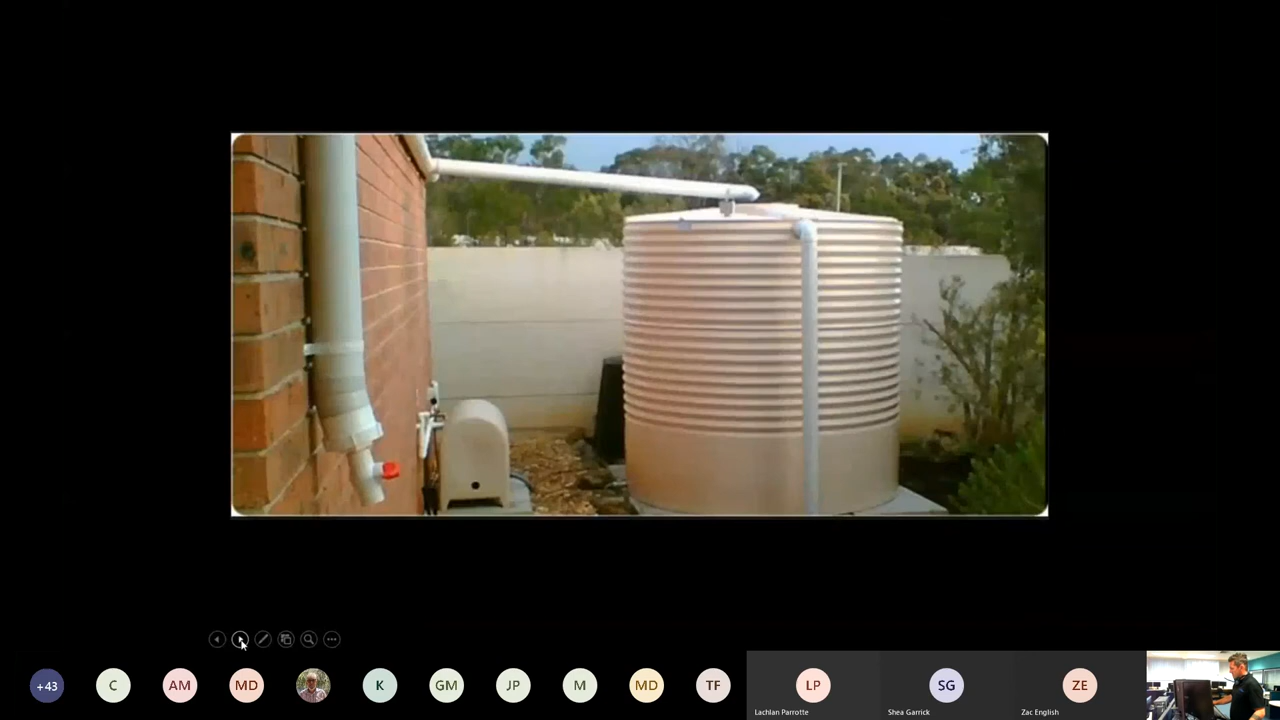 +43
C
AM
MD
K
GM
JP
M
MD
TF
LP
Lachlan Parrotte
SG
Shea Garrick
ZE
Zac English